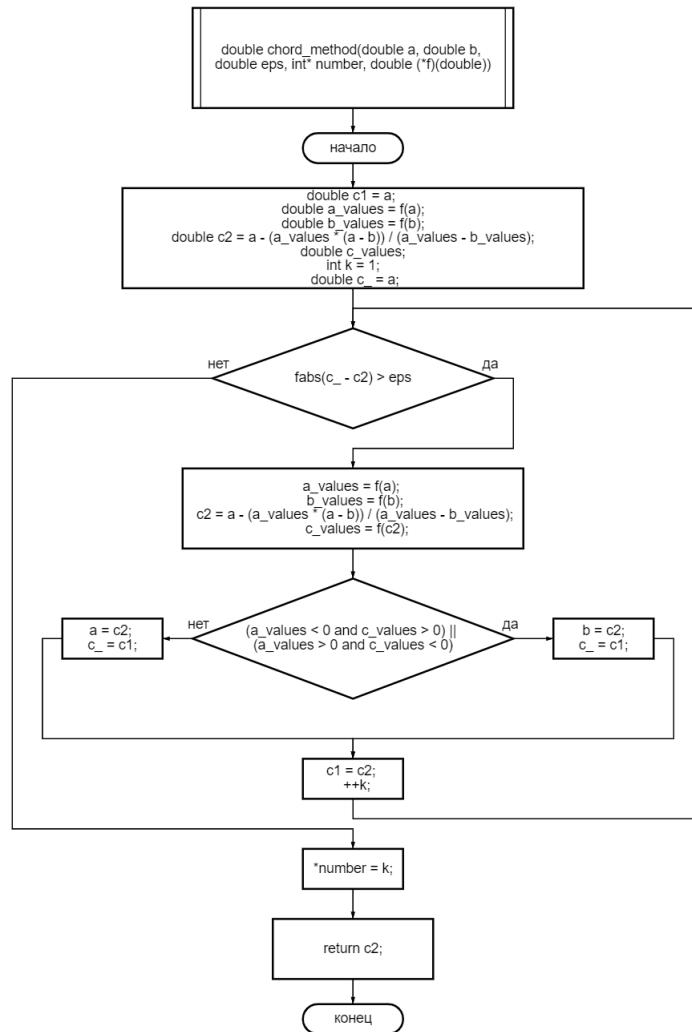 double chord_method(double a, double b,
double eps, int* number, double (*f)(double))
начало
double c1 = a;
double a_values = f(a);
double b_values = f(b);
double c2 = a - (a_values * (a - b)) / (a_values - b_values);
double c_values;
int k = 1;
double c_ = a;
нет
fabs(c_ - c2) > eps
да
a_values = f(a);
b_values = f(b);
c2 = a - (a_values * (a - b)) / (a_values - b_values);
c_values = f(c2);
a = c2;
c_ = c1;
нет
(a_values < 0 and c_values > 0) ||
(a_values > 0 and c_values < 0)
да
b = c2;
c_ = c1;
c1 = c2;
++k;
*number = k;
return c2;
конец